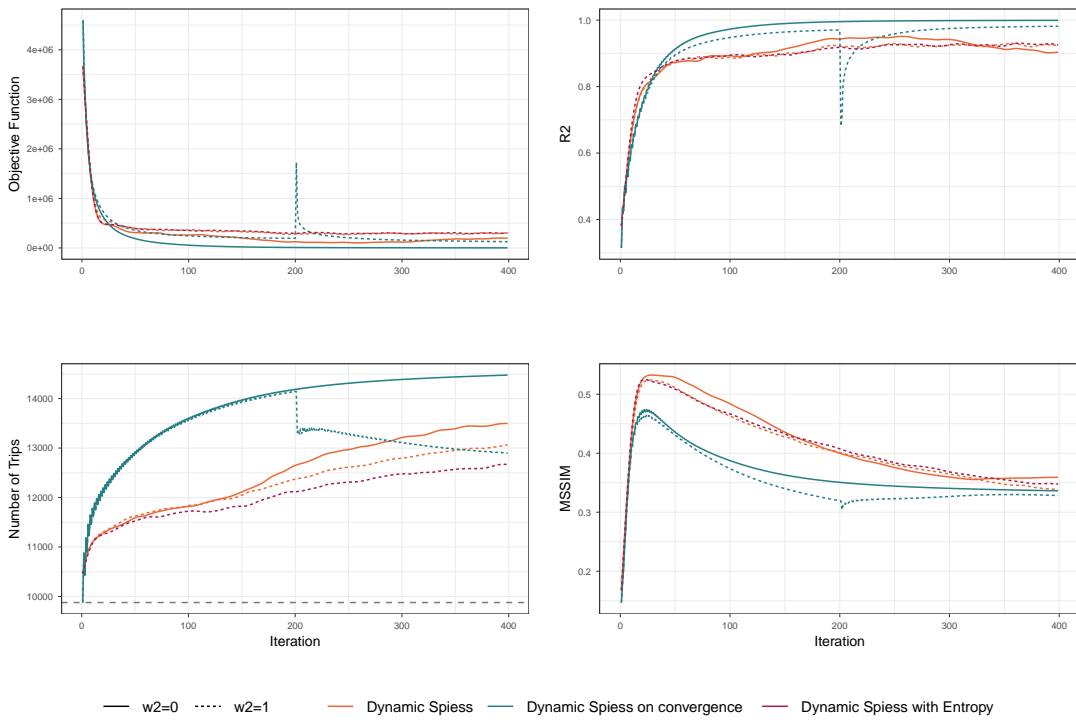 Objective Function
4e+06
3e+06
2e+06
1e+06
0e+00
0 100 200 300 400
R2
1.0
0.8
0.6
0.4
0 100 200 300 400
Number of Trips
14000
13000
12000
11000
10000
0 100 200 300 400
Iteration
MSSIM
0.5
0.4
0.3
0.2
0 100 200 300 400
Iteration
w2=0 w2=1 Dynamic Spiess Dynamic Spiess on convergence Dynamic Spiess with Entropy